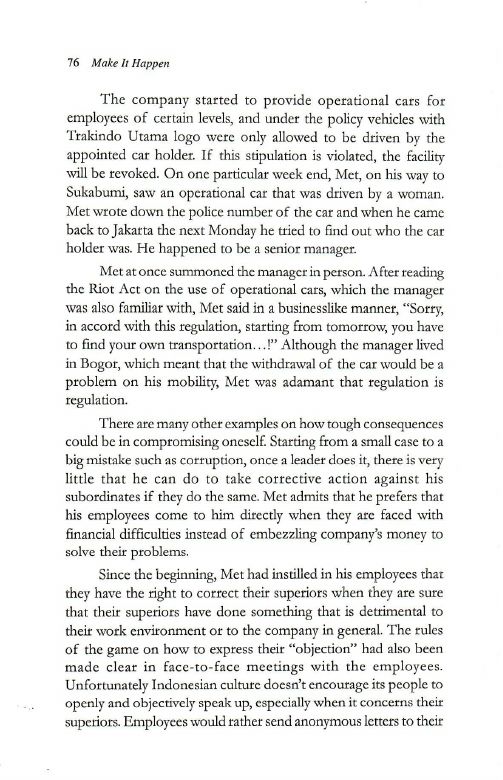 76 Make It Happen
The company started to provide operational cars for
employees of certain levels, and under the policy vehicles with
Trakindo Utama logo were only allowed to be driven by the
appointed car holder. If this stipulation is violated, the facility
will be revoked. On one particular week end, Met, on his way to
Sukabumi, saw an operational car that was driven by a woman.
Met wrote down the police number of the car and when he came
back to Jakarta the next Monday he tried to find out who the car
holder was. He happened to be a senior manager.
Met at once summoned the manager in person. After reading
the Riot Act on the use of operational cars, which the manager
was also familiar with, Met said in a businesslike manner, “Sorry,
in accord with this regulation, starting from tomorrow, you have
to find your own transportation…!” Although the manager lived
in Bogor, which meant that the withdrawal of the car would be a
problem on his mobility, Met was adamant that regulation is
regulation.
There are many other examples on how tough consequences
could be in compromising oneself. Starting from a small case to a
big mistake such as corruption, once a leader does it, there is very
little that he can do to take corrective action against his
subordinates if they do the same. Met admits that he prefers that
his employees come to him directly when they are faced with
financial difficulties instead of embezzling company’s money to
solve their problems.
Since the beginning, Met had instilled in his employees that
they have the right to correct their superiors when they are sure
that their superiors have done something that is detrimental to
their work environment or to the company in general. The rules
of the game on how to express their “objection” had also been
made clear in face-to-face meetings with the employees.
Unfortunately Indonesian culture doesn’t encourage its people to
openly and objectively speak up, especially when it concerns their
superiors. Employees would rather send anonymous letters to their